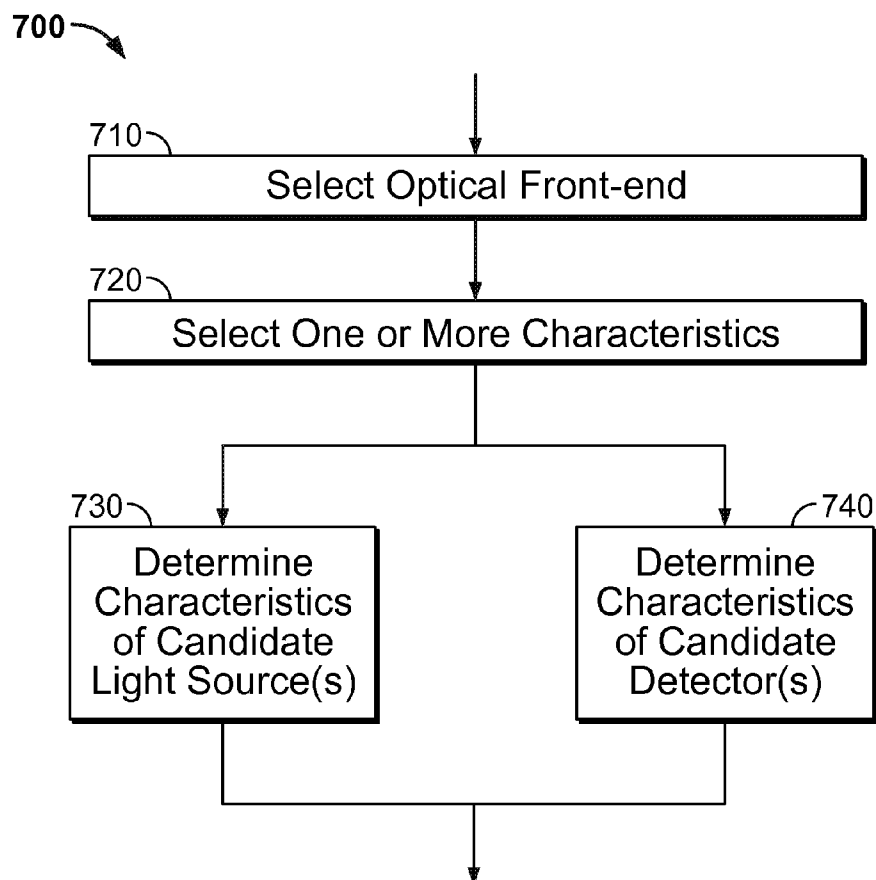 700
710
Select Optical Front-end
720
Select One or More Characteristics
730
Determine
Characteristics
of Candidate
Light Source(s)
740
Determine
Characteristics
of Candidate
Detector(s)